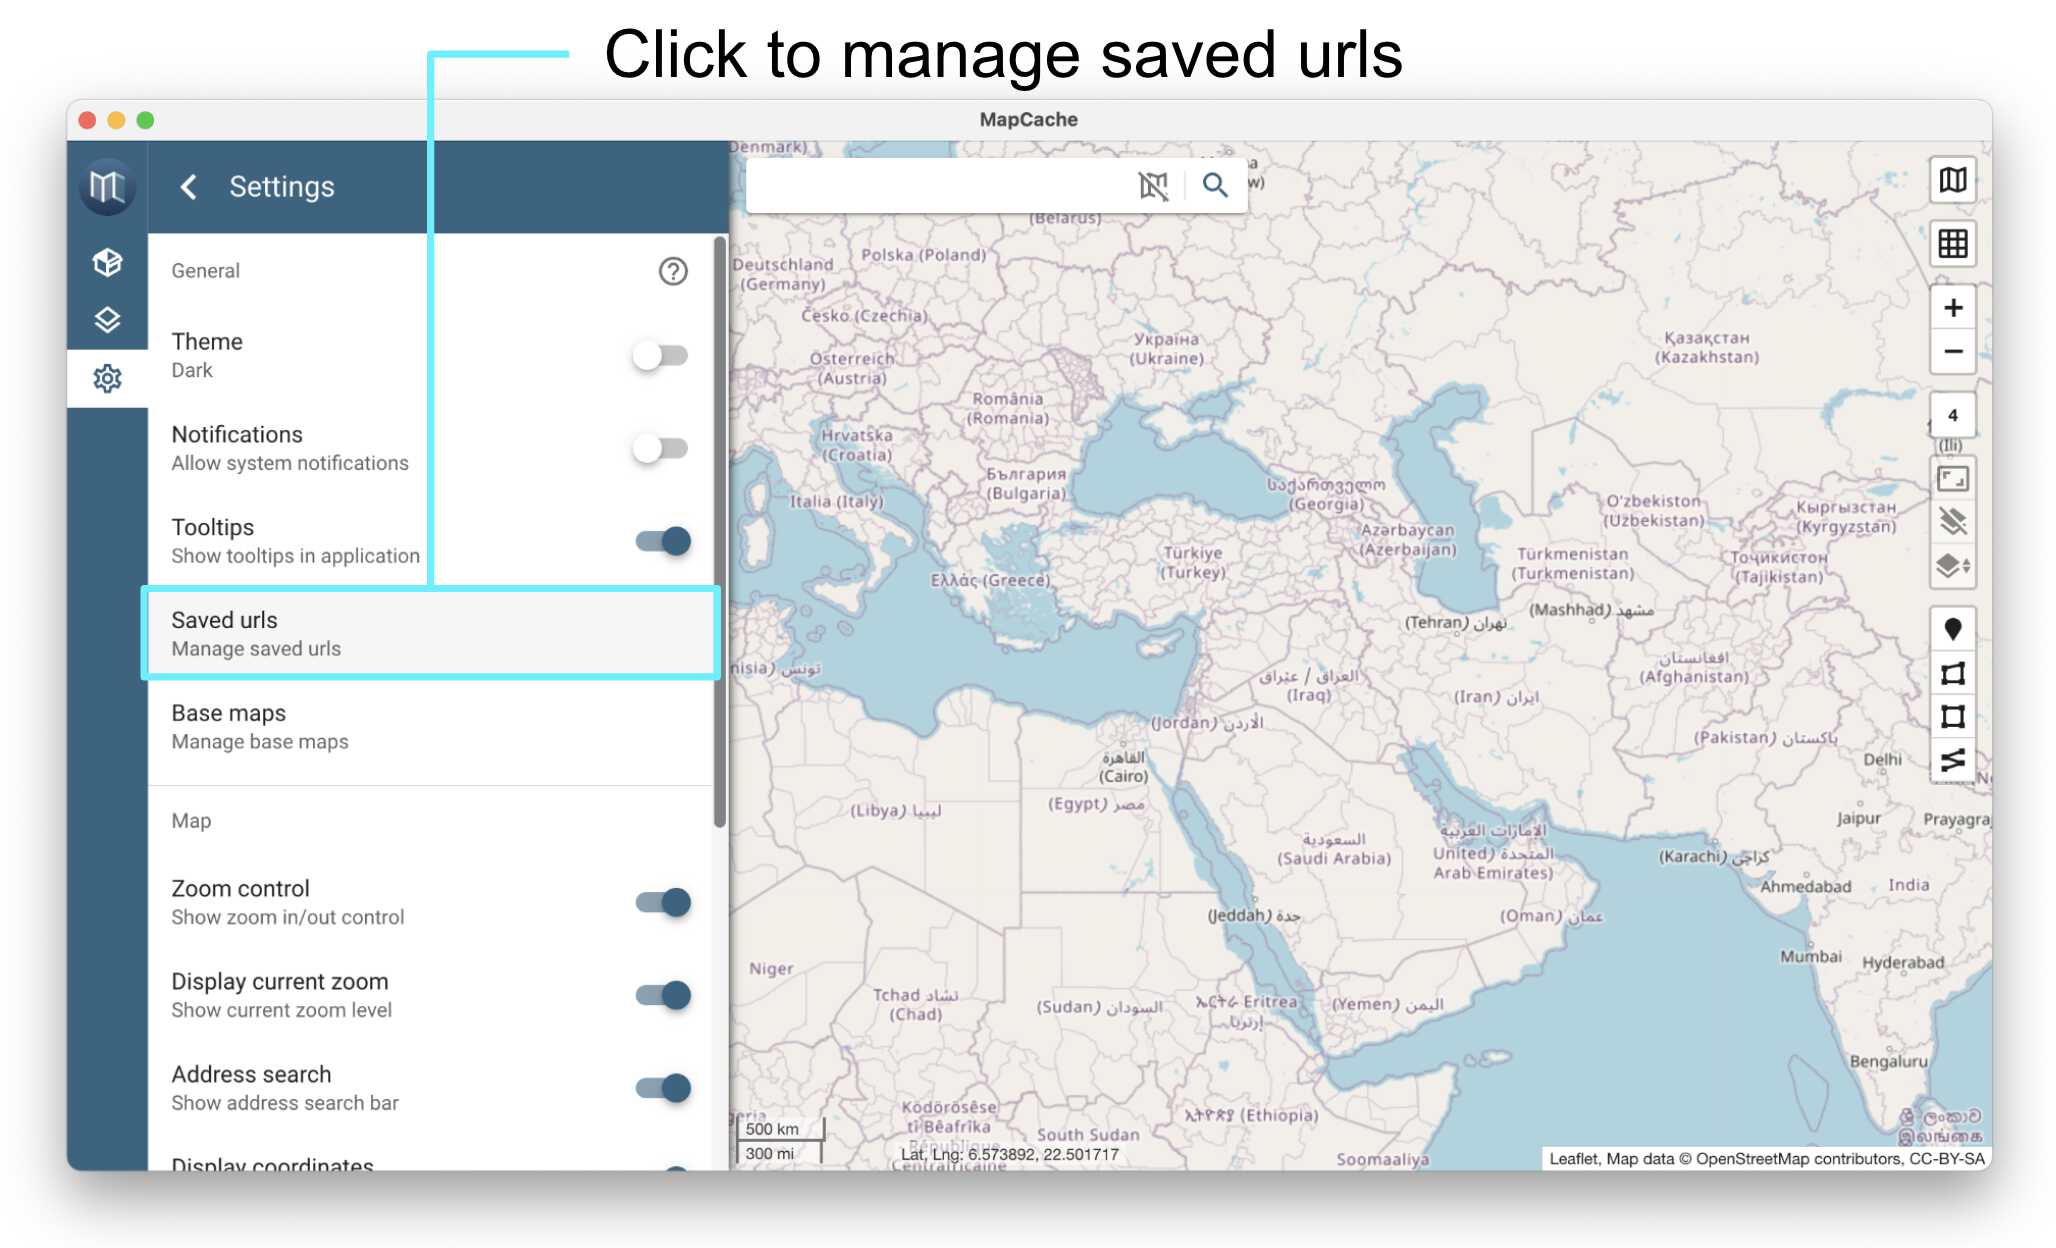 Click to manage saved urls
MapCache
Settings
General
Theme
Dark
Notifications
Allow system notifications
Tooltips
Show tooltips in application
Saved urls
Manage saved urls
Base maps
Manage base maps
Map
Zoom control
Show zoom in/out control
Display current zoom
Show current zoom level
Address search
Show address search bar
Display coordinates
Denmark)
(Belarus)
Deutschland
(Germany)
Polska (Poland)
Česko (Czechia)
Österreich
(Austria)
Україна
(Ukraine)
Қазақстан
(Kazakhstan)
România
(Romania)
Hrvatska
(Croatia)
България
(Bulgaria)
Italia (Italy)
საქართველო
(Georgia)
Azərbaycan
(Azerbaijan)
Oʻzbekiston
(Uzbekistan)
Кыргызстан
(Kyrgyzstan)
Türkmenistan
(Turkmenistan)
Тоҷикистон
(Tajikistan)
Türkiye
(Turkey)
Ελλάς (Greece)
4
(Ili)
(Mashhad) مشهد
(Tehran) تهران
تونس (nisia
العراق / عێراق
(Iraq)
(Iran) ایران
افغانستان
(Afghanistan)
(Jordan) الأردن
(Pakistan) پاکستان
القاهرة
(Cairo)
Delhi
(Libya) ليبيا
(Egypt) مصر
Jaipur
Prayagra
السعودية
(Saudi Arabia)
الإمارات العربية
المتحدة (United
Arab Emirates)
(Karachi) کراچی
Ahmedabad
India
(Jeddah) جدة
(Oman) عمان
Mumbai
Hyderabad
Niger
Tchad تشاد
(Chad)
(Sudan) السودان
ኤርትራ Eritrea
إرتريا
(Yemen) اليمن
Bengaluru
ශ්‍රී ලංකාව
இலங்கை
Ködörösêse
tî Bêafrîka
République
Centrafricaine
ኢትዮጵያ (Ethiopia)
South Sudan
Soomaaliya
500 km
300 mi
Lat, Lng: 6.573892, 22.501717
Leaflet, Map data © OpenStreetMap contributors, CC-BY-SA